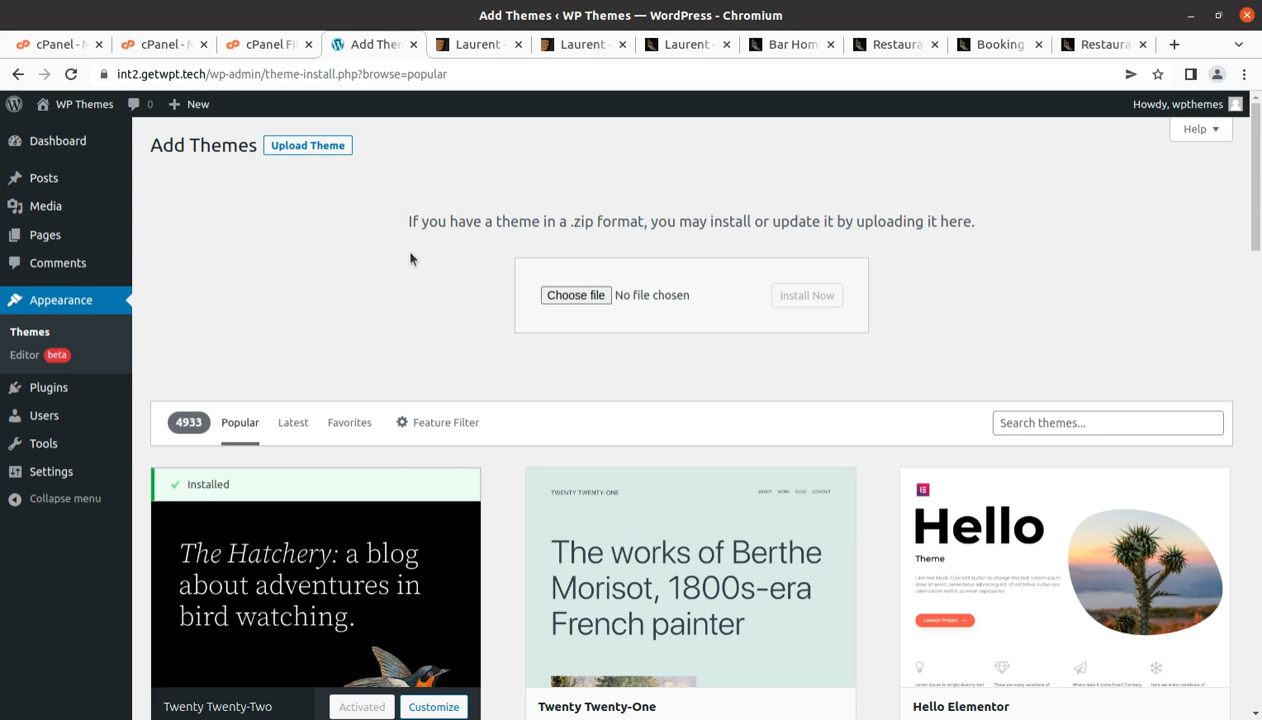 Add Themes ‹ WP Themes — WordPress - Chromium
cPanel - M
cPanel - M
cPanel Fi
Add Them
Laurent -
Laurent -
Laurent -
Bar Hom
Restaura
Booking
Restaura
int2.getwpt.tech/wp-admin/theme-install.php?browse=popular
WP Themes
0
New
Howdy, wpthemes
Dashboard
Posts
Media
Pages
Comments
Appearance
Themes
Editor beta
Plugins
Users
Tools
Settings
Collapse menu
Add Themes
Upload Theme
Help
If you have a theme in a .zip format, you may install or update it by uploading it here.
Choose file No file chosen
Install Now
4933
Popular
Latest
Favorites
Feature Filter
Search themes...
Installed
The Hatchery: a blog
about adventures in
bird watching.
Twenty Twenty-Two
Activated
Customize
TWENTY TWENTY-ONE
ABOUT WORK BLOG CONTACT
The works of Berthe
Morisot, 1800s-era
French painter
Twenty Twenty-One
Hello
Theme
Launch Project
Hello Elementor